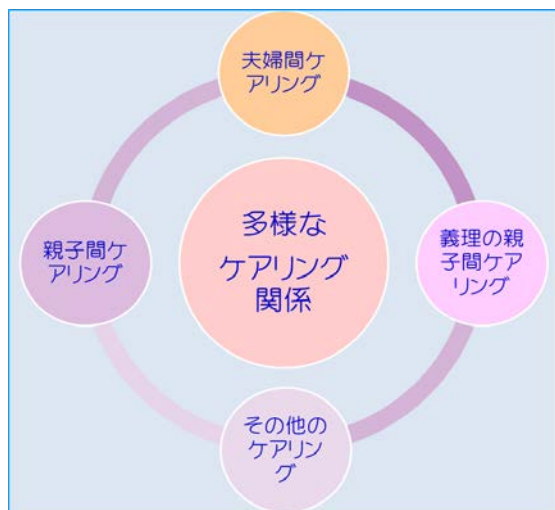 夫婦間ケ
アリング
多様な
ケアリング
関係
親子間ケ
アリング
義理の親
子間ケア
リング
その他の
ケアリン
グ